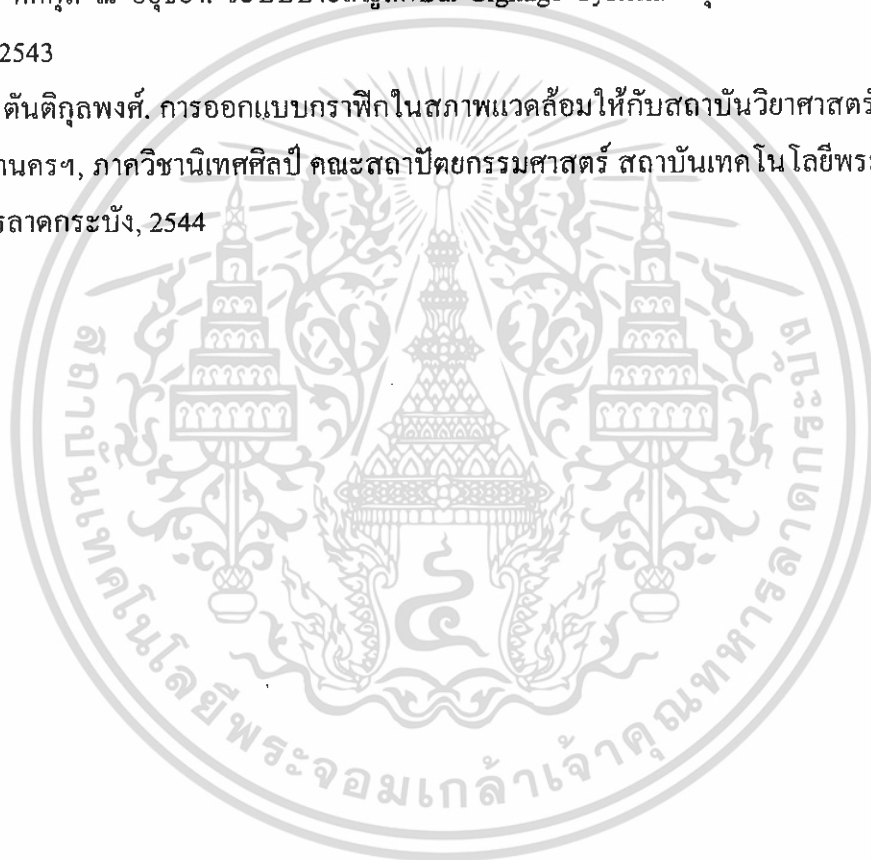 2543
ตันติกุลพงศ์. การออกแบบกราฟิกในสภาพแวดล้อมให้กับสถาบันวิยาศาสตร์
านครฯ, ภาควิชานิเทศศิลป์ คณะสถาปัตยกรรมศาสตร์ สถาบันเทคโนโลยีพระ
รลาดกระบัง, 2544
สถาบันเทคโนโลยีพระจอมเกล้าเจ้าคุณทหารลาดกระบัง